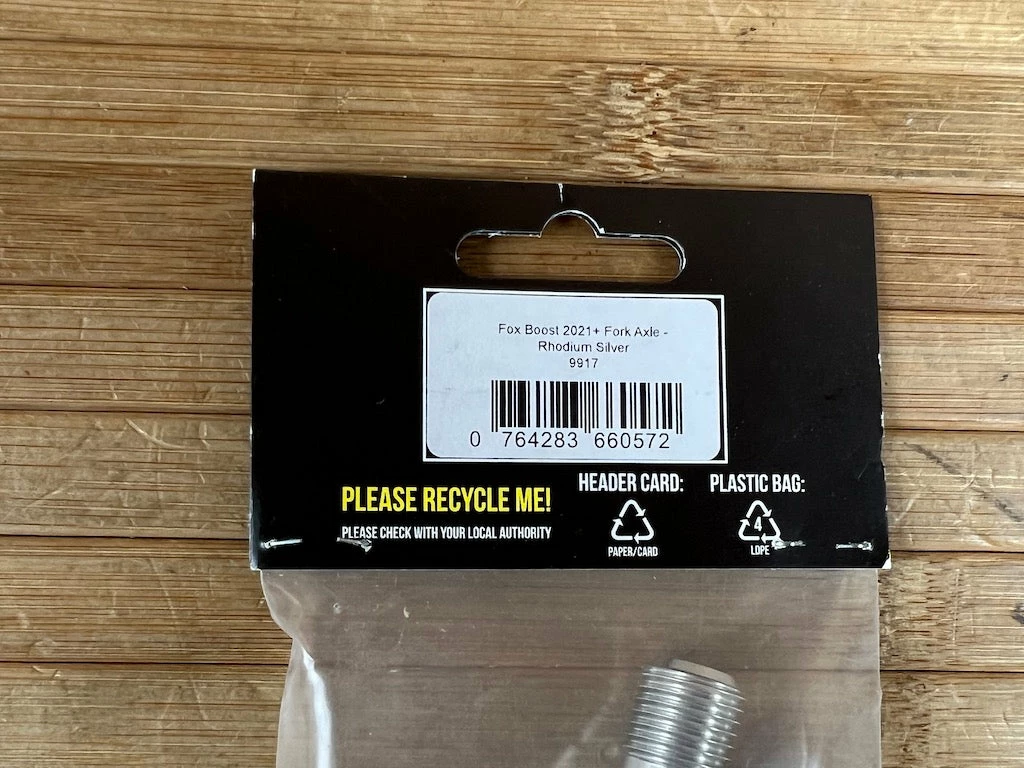 Fox Boost 2021+ Fork Axle -
Rhodium Silver
9917
0 764283 660572
PLEASE RECYCLE ME!
PLEASE CHECK WITH YOUR LOCAL AUTHORITY
HEADER CARD:
PAPER/CARD
PLASTIC BAG:
4
LDPE